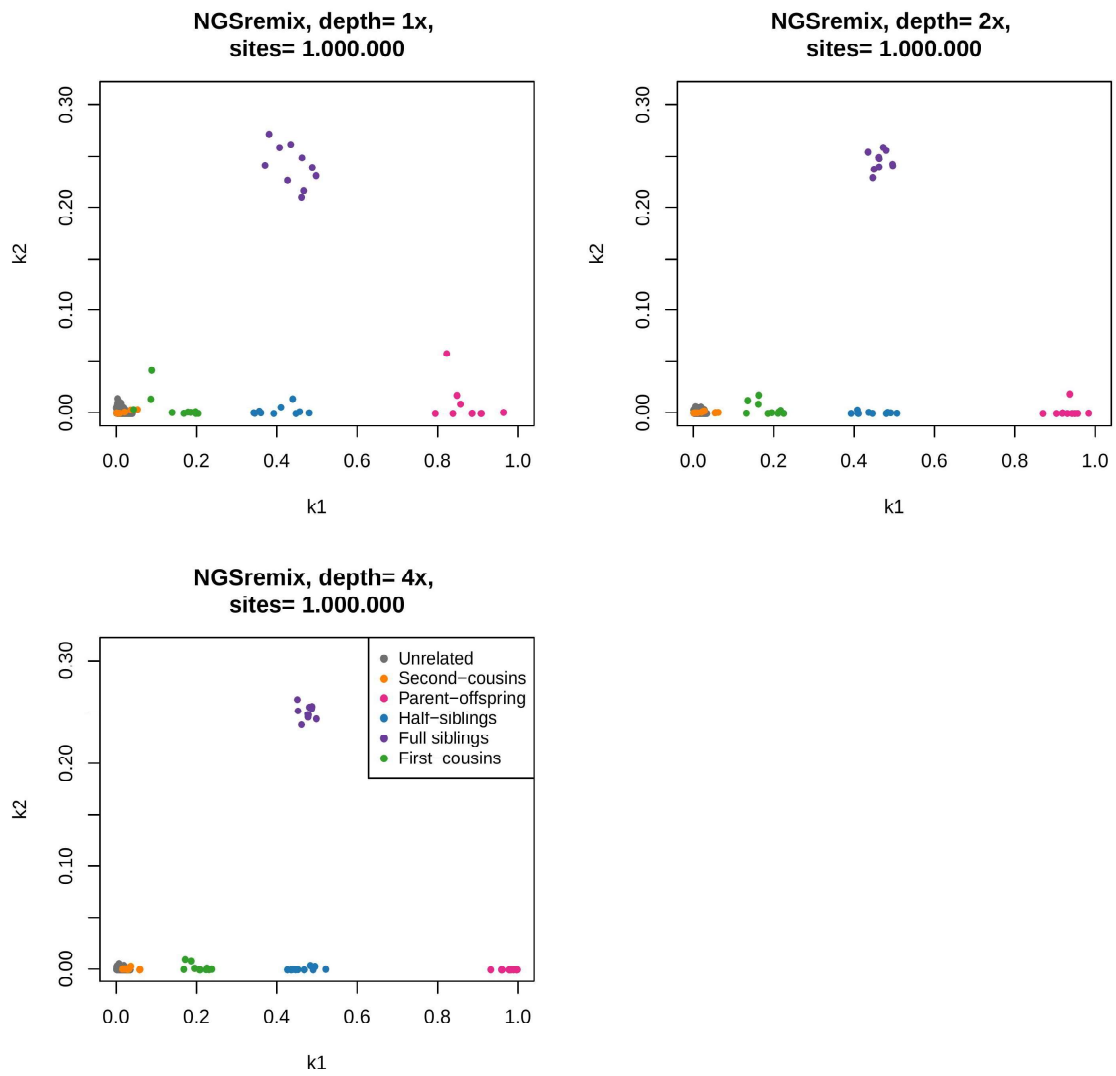 NGSremix, depth= 1x,
sites= 1.000.000
k2
0.30
0.20
0.10
0.00
0.0 0.2 0.4 0.6 0.8 1.0
k1
NGSremix, depth= 2x,
sites= 1.000.000
k2
0.30
0.20
0.10
0.00
0.0 0.2 0.4 0.6 0.8 1.0
k1
NGSremix, depth= 4x,
sites= 1.000.000
k2
0.30
0.20
0.10
0.00
0.0 0.2 0.4 0.6 0.8 1.0
k1
Unrelated
Second−cousins
Parent−offspring
Half−siblings
Full siblings
First cousins